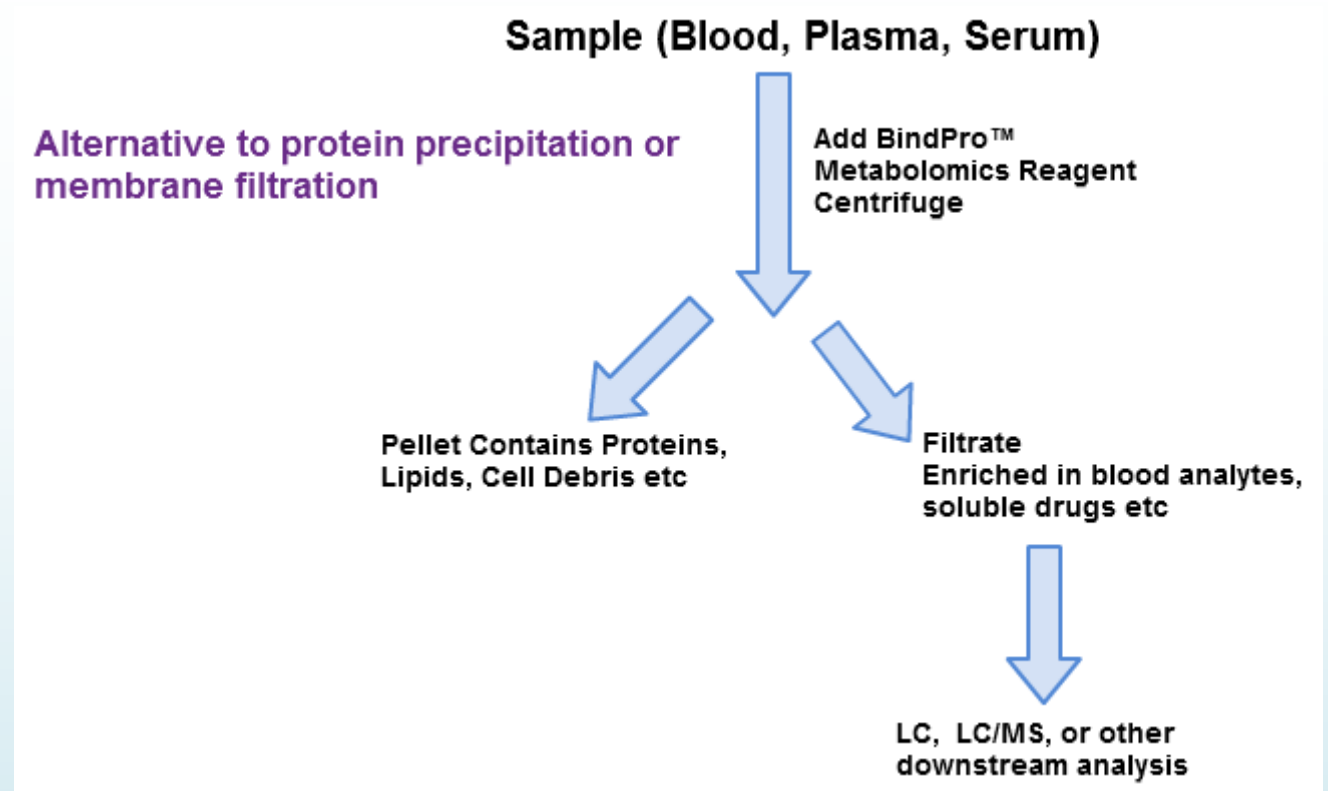 Sample (Blood, Plasma, Serum)
Alternative to protein precipitation or
membrane filtration
Add BindPro™
Metabolomics Reagent
Centrifuge
Pellet Contains Proteins,
Lipids, Cell Debris etc
Filtrate
Enriched in blood analytes,
soluble drugs etc
LC,  LC/MS, or other
downstream analysis